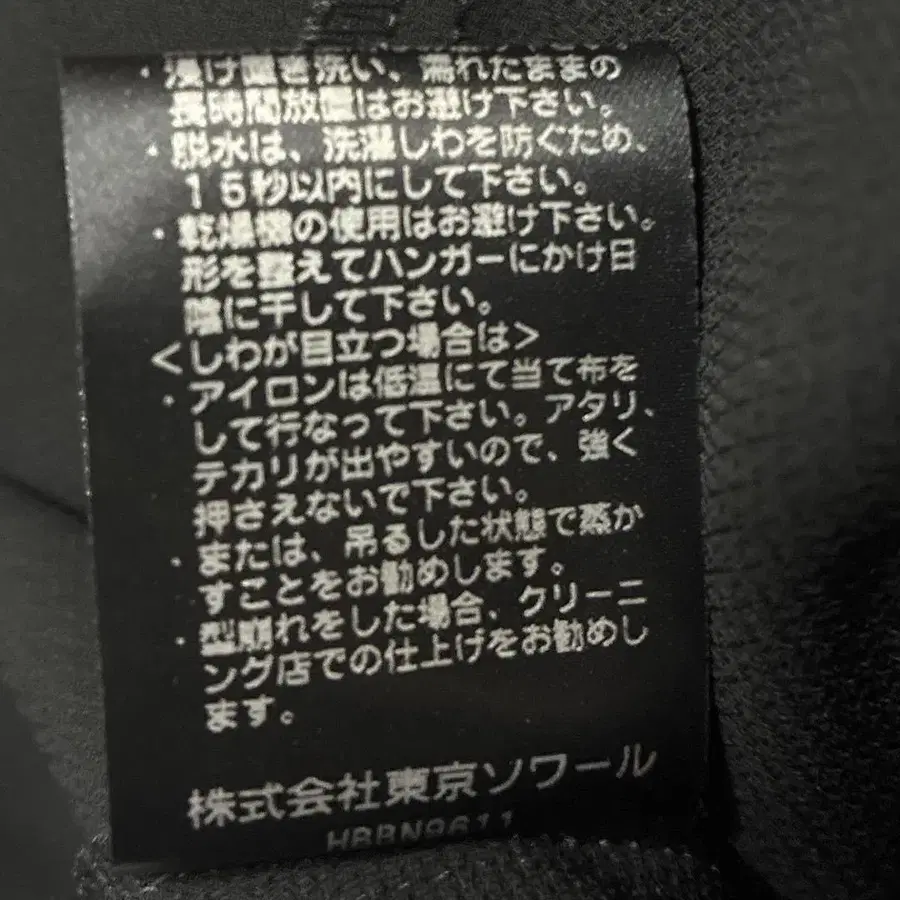 ・浸け置き洗い、濡れたままの
長時間放置はお避け下さい。
・脱水は、洗濯しわを防ぐため、
15秒以内にして下さい。
・乾燥機の使用はお避け下さい。
形を整えてハンガーにかけ日
陰に干して下さい。
<しわが目立つ場合は>
・アイロンは低温にて当て布を
して行なって下さい。アタリ、
テカリが出やすいので、強く
押さえないで下さい。
・または、吊るした状態で蒸か
すことをお勧めします。
・型崩れをした場合、クリーニ
ング店での仕上げをお勧めし
ます。
株式会社東京ソワール
HBBN9611